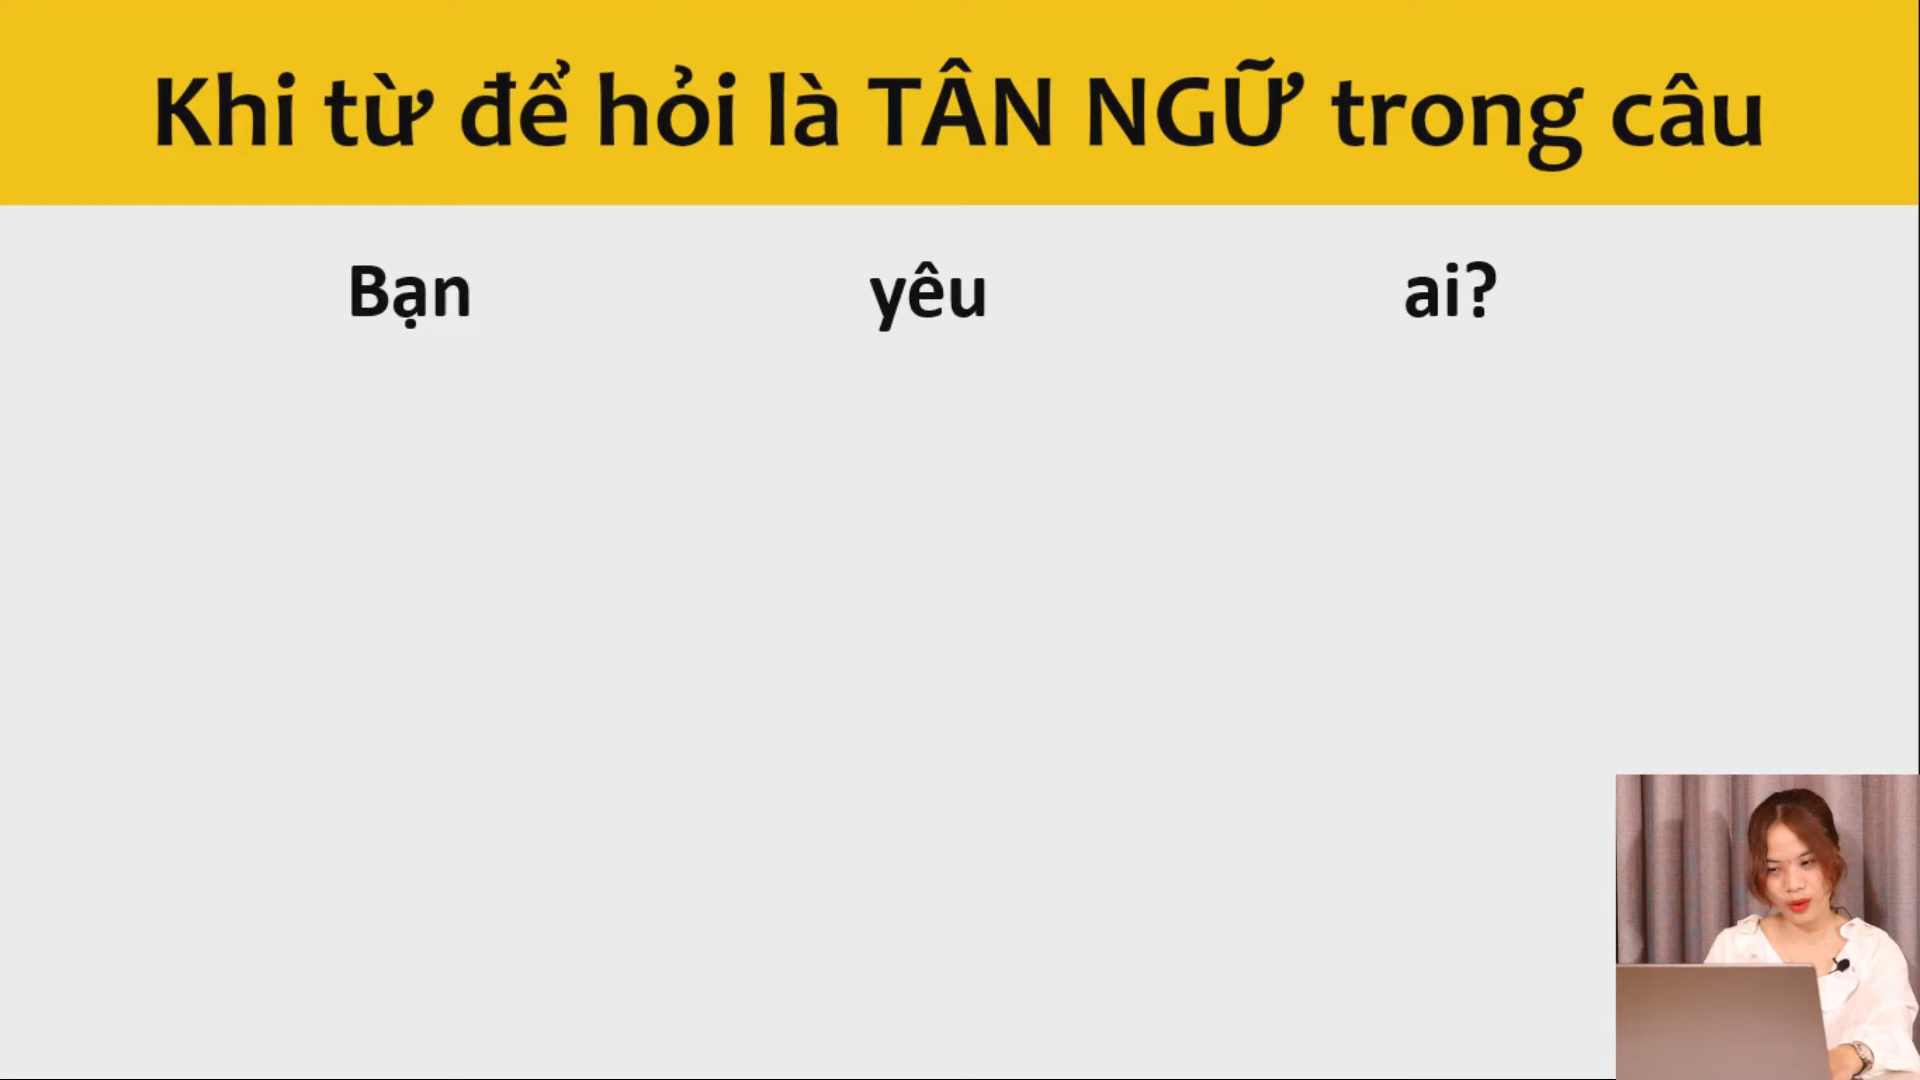 Khi từ để hỏi là TÂN NGỮ trong câu
Bạn yêu ai?